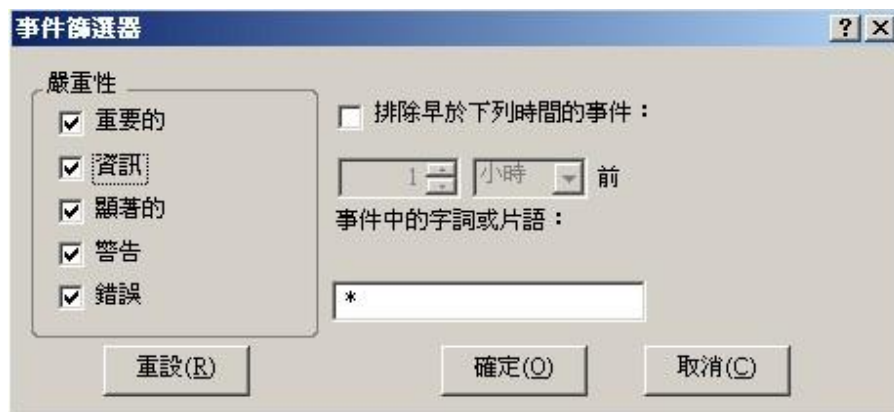 事件篩選器
嚴重性
重要的
資訊
顯著的
警告
錯誤
排除早於下列時間的事件：
1 小時 前
事件中的字詞或片語：
*
重設(R) 確定(O) 取消(C)